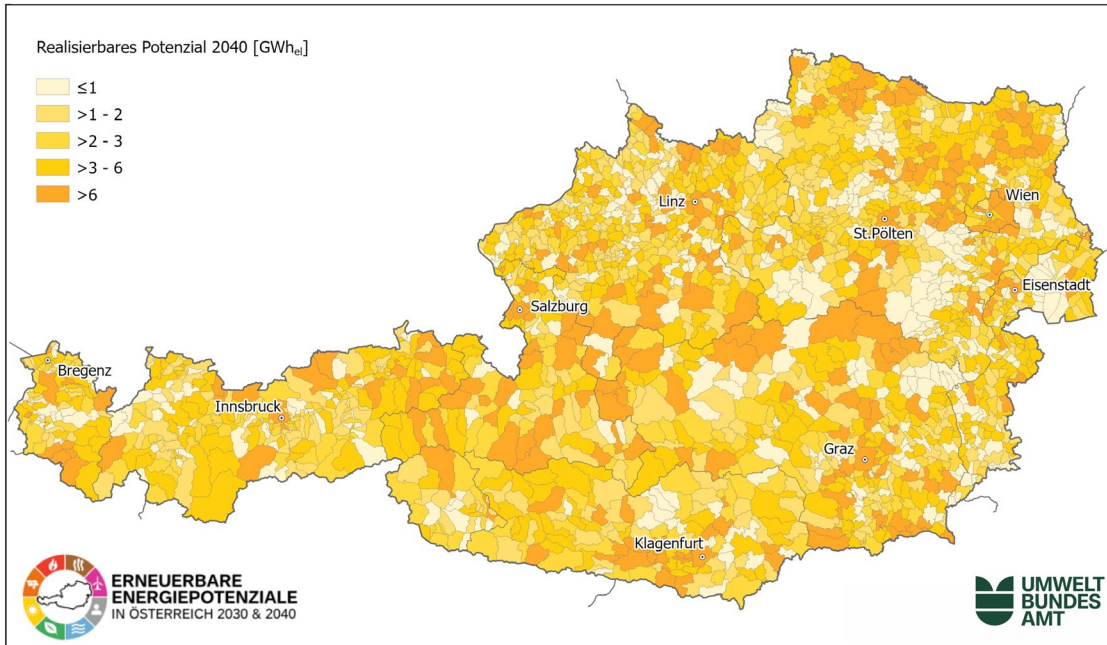 Realisierbares Potenzial 2040 [GWhel]
≤1
>1 - 2
>2 - 3
>3 - 6
>6
Linz
Wien
St.Pölten
Eisenstadt
Salzburg
Bregenz
Innsbruck
Graz
Klagenfurt
ERNEUERBARE
ENERGIEPOTENZIALE
IN ÖSTERREICH 2030 & 2040
UMWELT
BUNDES
AMT